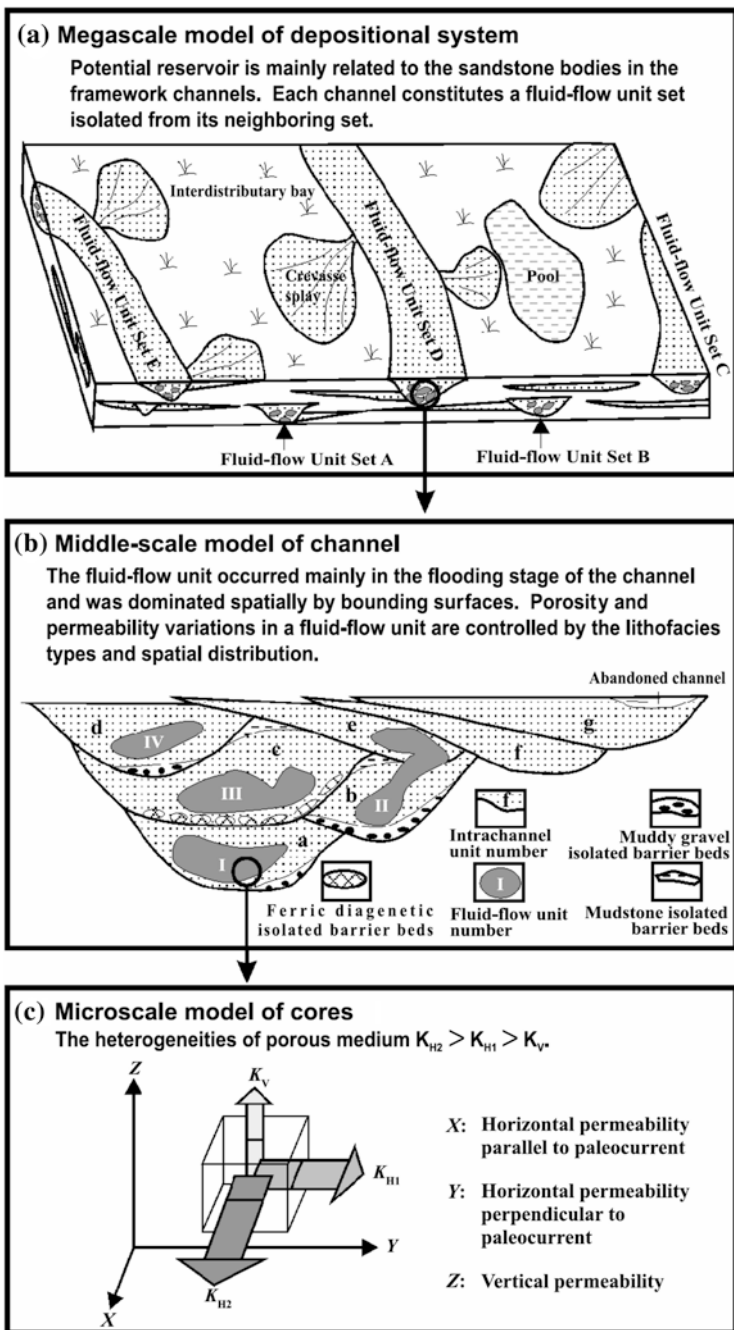 (a) Megascale model of depositional system
Potential reservoir is mainly related to the sandstone bodies in the
framework channels. Each channel constitutes a fluid-flow unit set
isolated from its neighboring set.
Interdistributary bay
Fluid-flow Unit Set E
Crevasse
splay
Fluid-flow Unit Set D
Pool
Fluid-flow Unit Set C
Fluid-flow Unit Set A
Fluid-flow Unit Set B
(b) Middle-scale model of channel
The fluid-flow unit occurred mainly in the flooding stage of the channel
and was dominated spatially by bounding surfaces. Porosity and
permeability variations in a fluid-flow unit are controlled by the lithofacies
types and spatial distribution.
Abandoned channel
d
IV
e
g
c
f
III
b
II
a
I
f
Intrachannel
unit number
Muddy gravel
isolated barrier beds
Ferric diagenetic
isolated barrier beds
I
Fluid-flow unit
number
Mudstone isolated
barrier beds
(c) Microscale model of cores
The heterogeneities of porous medium K_H2 > K_H1 > K_V.
Z
K_V
K_H1
K_H2
Y
X
X: Horizontal permeability
parallel to paleocurrent
Y: Horizontal permeability
perpendicular to
paleocurrent
Z: Vertical permeability